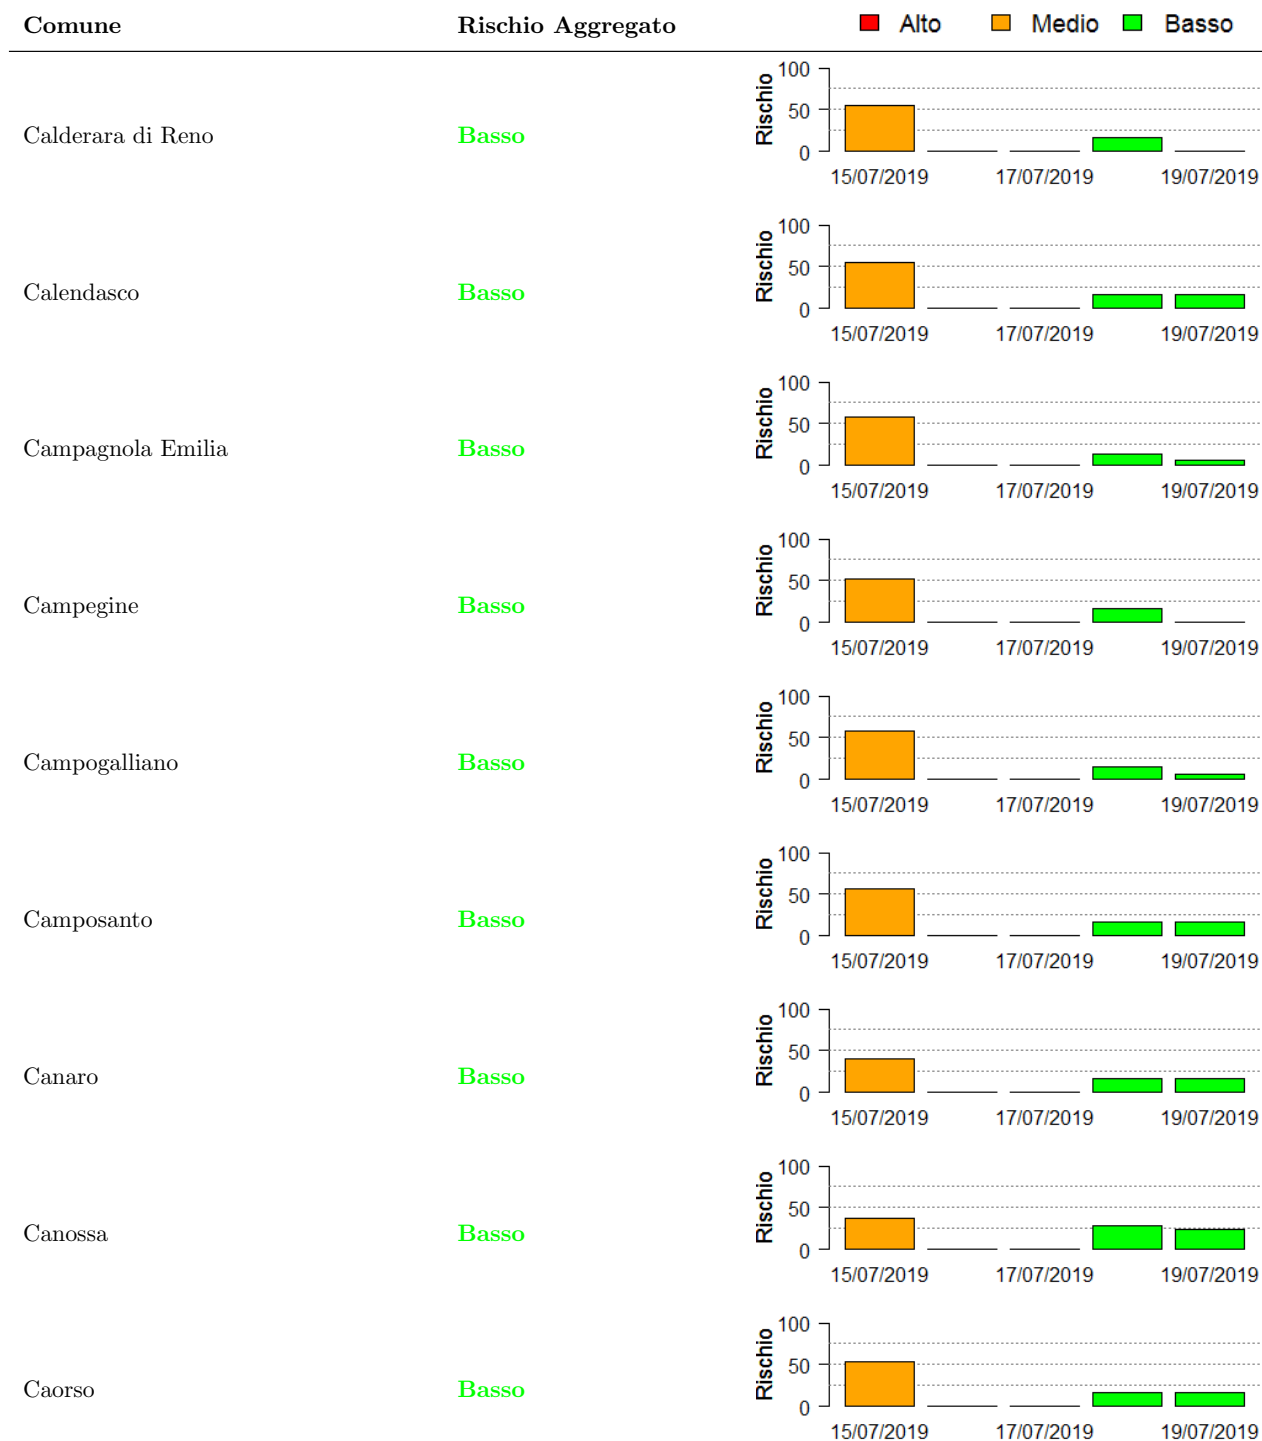 Comune Rischio Aggregato Alto Medio Basso
Calderara di Reno Basso Rischio 100 50 0
15/07/2019 17/07/2019 19/07/2019
Calendasco Basso Rischio 100 50 0
15/07/2019 17/07/2019 19/07/2019
Campagnola Emilia Basso Rischio 100 50 0
15/07/2019 17/07/2019 19/07/2019
Campegine Basso Rischio 100 50 0
15/07/2019 17/07/2019 19/07/2019
Campogalliano Basso Rischio 100 50 0
15/07/2019 17/07/2019 19/07/2019
Camposanto Basso Rischio 100 50 0
15/07/2019 17/07/2019 19/07/2019
Canaro Basso Rischio 100 50 0
15/07/2019 17/07/2019 19/07/2019
Canossa Basso Rischio 100 50 0
15/07/2019 17/07/2019 19/07/2019
Caorso Basso Rischio 100 50 0
15/07/2019 17/07/2019 19/07/2019